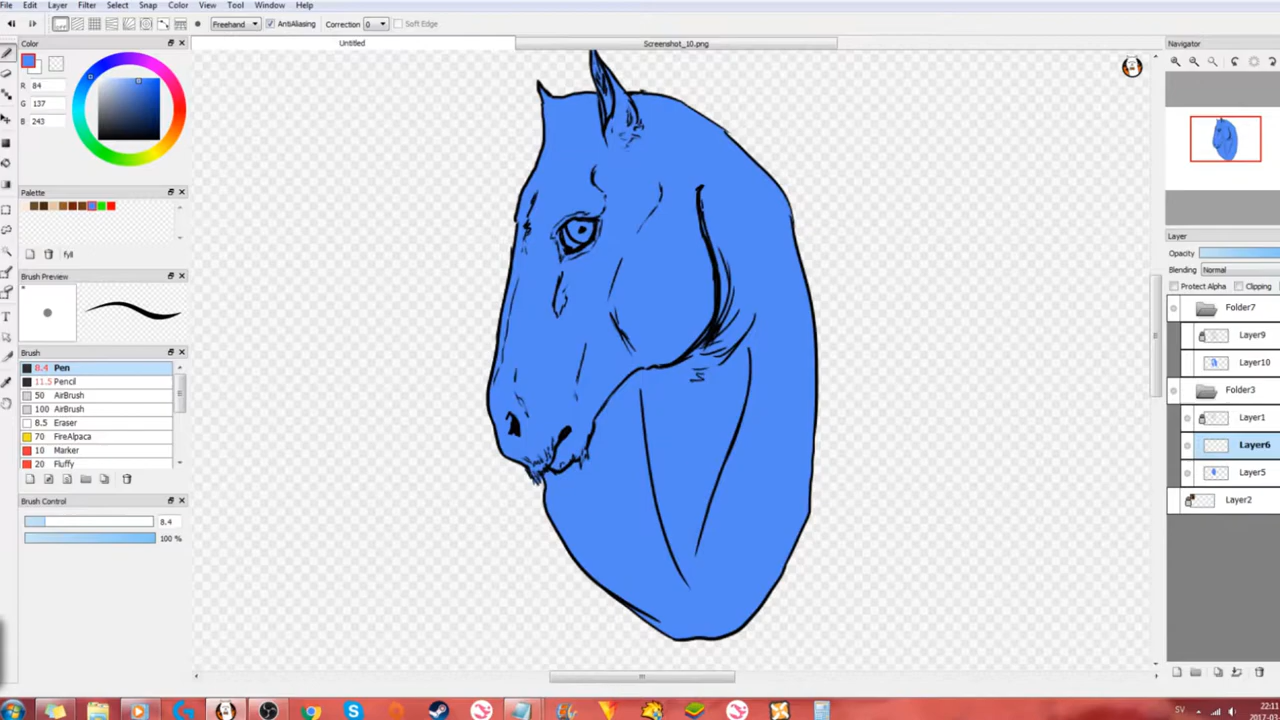 File Edit Layer Filter Select Snap Color View Tool Window Help
Freehand AntiAliasing Correction 0 Soft Edge
Untitled Screenshot_10.png
Color
R 84
G 137
B 243
Palette
fyll
Brush Preview
Brush
8.4 Pen
11.5 Pencil
50 AirBrush
100 AirBrush
8.5 Eraser
70 FireAlpaca
10 Marker
20 Fluffy
Brush Control
8.4
100 %
Navigator
Layer
Opacity
Blending Normal
Protect Alpha Clipping
Folder7
Layer9
Layer10
Folder3
Layer1
Layer6
Layer5
Layer2
SV 22:11